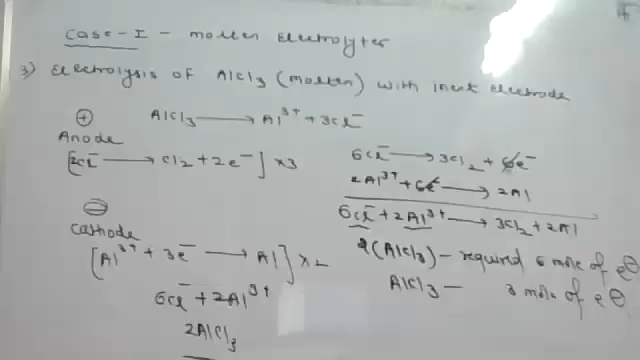 Case-I - molten electrolytes
3) Electrolysis of AlCl₃ (molten) with inert electrode
AlCl₃ ⟶ Al³⁺ + 3Cl⁻
⊕
Anode
[2Cl⁻ ⟶ Cl₂ + 2e⁻] ×3
⊖
Cathode
[Al³⁺ + 3e⁻ ⟶ Al] ×2
6Cl⁻ + 2Al³⁺
2AlCl₃
6Cl⁻ ⟶ 3Cl₂ + 6e⁻
2Al³⁺ + 6e⁻ ⟶ 2Al
6Cl⁻ + 2Al³⁺ ⟶ 3Cl₂ + 2Al
2(AlCl₃) - required 6 mole of e⊖
AlCl₃ - 3 mole of e⊖